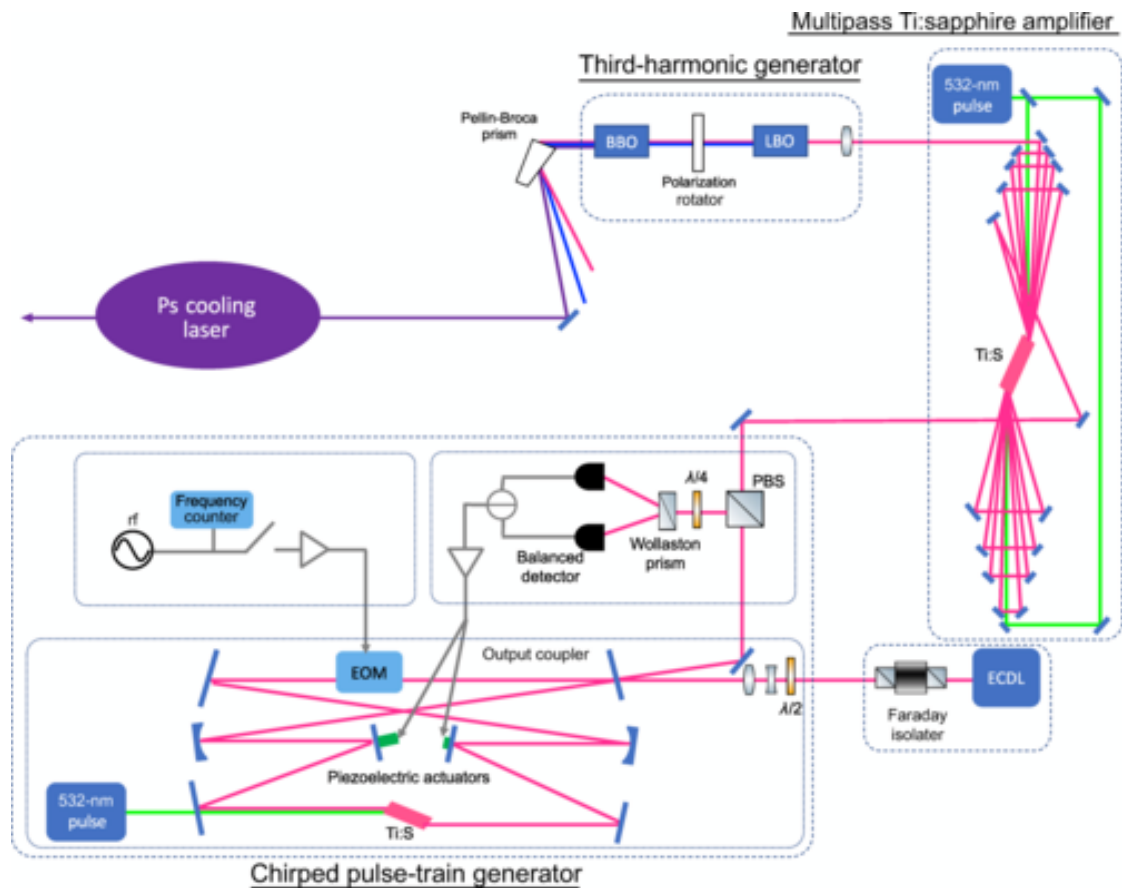 Multipass Ti:sapphire amplifier
Third-harmonic generator
532-nm
pulse
Pellin-Broca
prism
BBO
LBO
Polarization
rotator
Ps cooling
laser
Ti:S
rf
Frequency
counter
λ/4
PBS
Balanced
detector
Wollaston
prism
Output coupler
EOM
λ/2
ECDL
Faraday
isolater
Piezoelectric actuators
532-nm
pulse
Ti:S
Chirped pulse-train generator